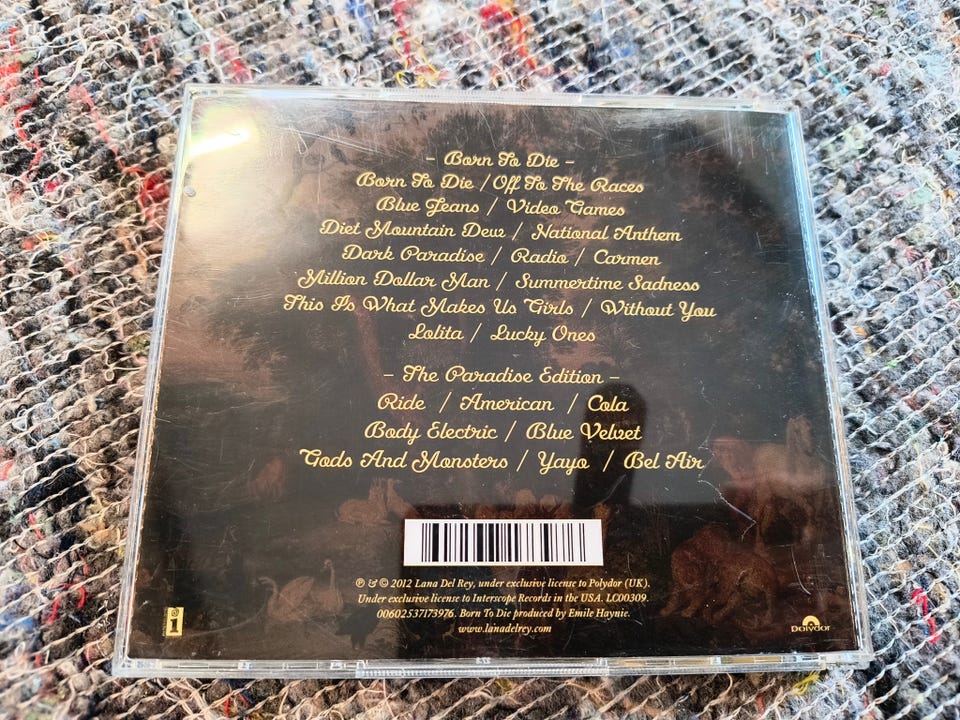 - Born To Die -
Born To Die / Off To The Races
Blue Jeans / Video Games
Diet Mountain Dew / National Anthem
Dark Paradise / Radio / Carmen
Million Dollar Man / Summertime Sadness
This Is What Makes Us Girls / Without You
Lolita / Lucky Ones
- The Paradise Edition -
Ride / American / Cola
Body Electric / Blue Velvet
Gods And Monsters / Yayo / Bel Air
℗ & © 2012 Lana Del Rey, under exclusive license to Polydor (UK).
Under exclusive license to Interscope Records in the USA. LC00309.
00602537173976. Born To Die produced by Emile Haynie.
www.lanadelrey.com
i
Polydor